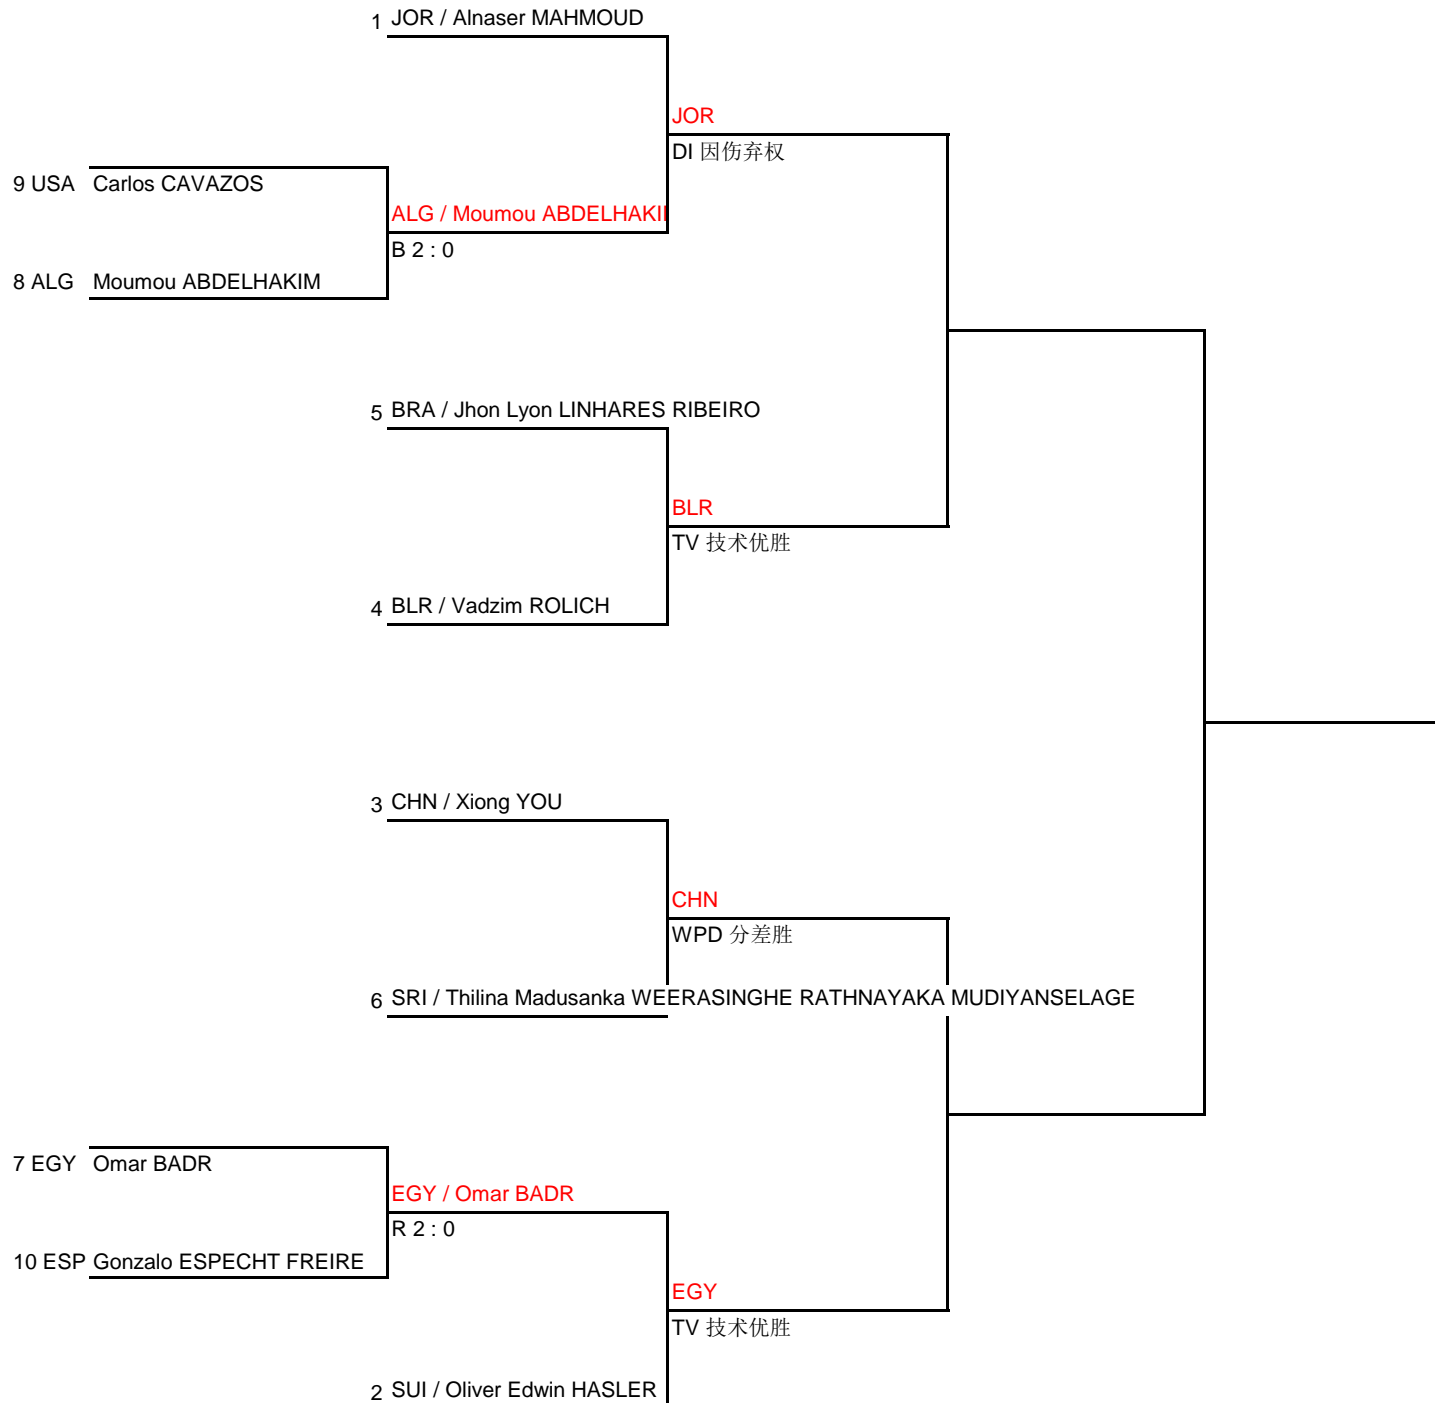 1 JOR / Alnaser MAHMOUD
JOR
DI 因伤弃权
9 USA Carlos CAVAZOS
ALG / Moumou ABDELHAKI
B 2 : 0
8 ALG Moumou ABDELHAKIM
5 BRA / Jhon Lyon LINHARES RIBEIRO
BLR
TV 技术优胜
4 BLR / Vadzim ROLICH
3 CHN / Xiong YOU
CHN
WPD 分差胜
6 SRI / Thilina Madusanka WEERASINGHE RATHNAYAKA MUDIYANSELAGE
7 EGY Omar BADR
EGY / Omar BADR
R 2 : 0
10 ESP Gonzalo ESPECHT FREIRE
EGY
TV 技术优胜
2 SUI / Oliver Edwin HASLER